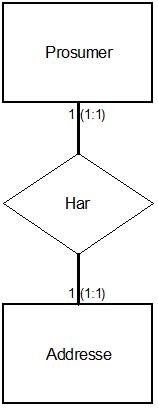 Prosumer
1 (1:1)
Har
1 (1:1)
Addresse